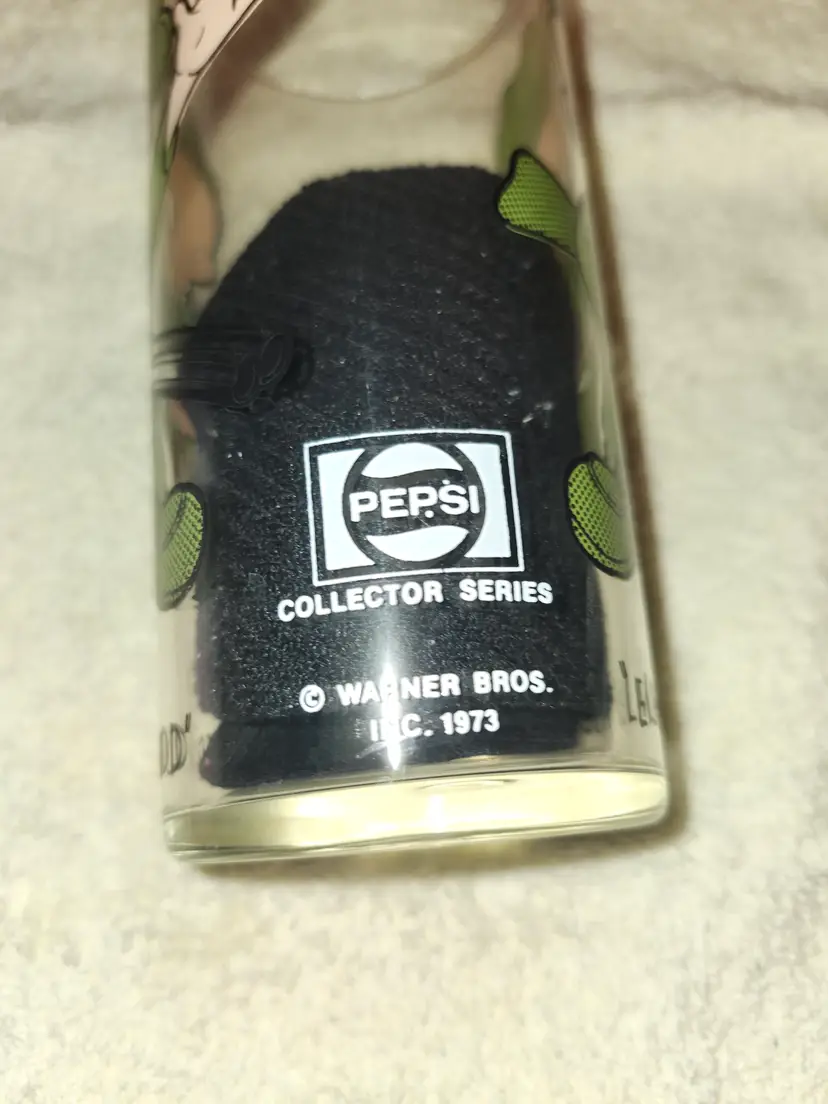 PEPSI
COLLECTOR SERIES
© WARNER BROS.
INC. 1973